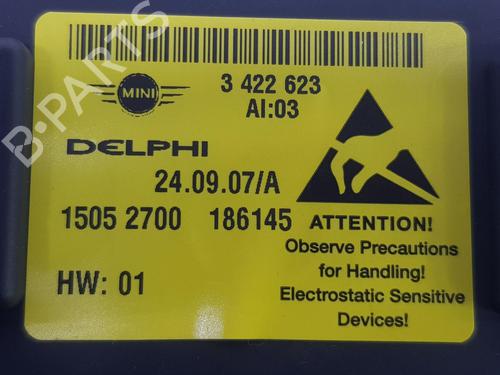 MINI
3 422 623
AI:03
DELPHI
24.09.07/A
1505 2700 186145
HW: 01
ATTENTION!
Observe Precautions
for Handling!
Electrostatic Sensitive
Devices!
B-PARTS